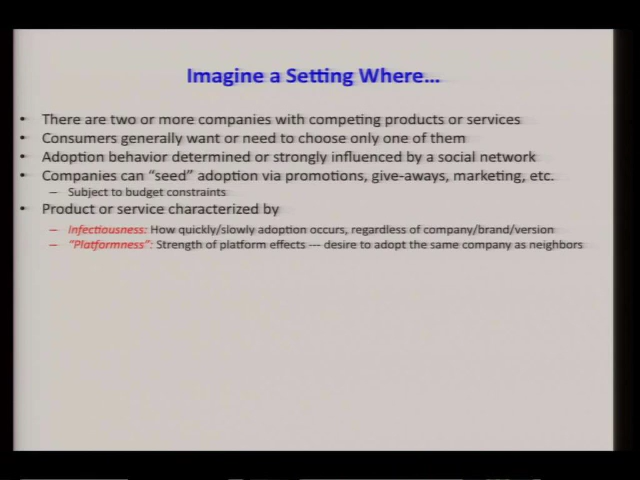 Imagine a Setting Where...
• There are two or more companies with competing products or services
• Consumers generally want or need to choose only one of them
• Adoption behavior determined or strongly influenced by a social network
• Companies can “seed” adoption via promotions, give-aways, marketing, etc.
– Subject to budget constraints
• Product or service characterized by
– Infectiousness: How quickly/slowly adoption occurs, regardless of company/brand/version
– “Platformness”: Strength of platform effects --- desire to adopt the same company as neighbors